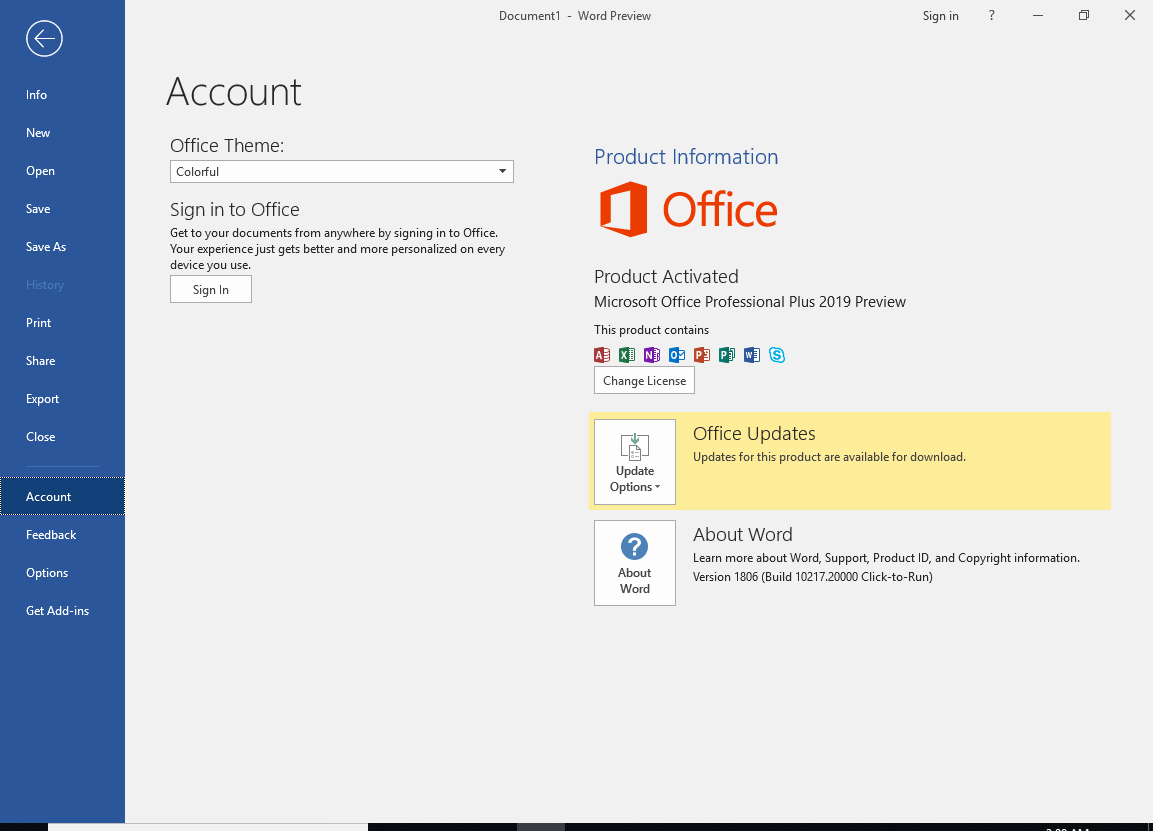 Document1 - Word Preview
Sign in
?
Info
New
Open
Save
Save As
History
Print
Share
Export
Close
Account
Feedback
Options
Get Add-ins
Account
Office Theme:
Colorful
Sign in to Office
Get to your documents from anywhere by signing in to Office.
Your experience just gets better and more personalized on every
device you use.
Sign In
Product Information
Office
Product Activated
Microsoft Office Professional Plus 2019 Preview
This product contains
A X N O P P W S
Change License
Update
Options
Office Updates
Updates for this product are available for download.
?
About
Word
About Word
Learn more about Word, Support, Product ID, and Copyright information.
Version 1806 (Build 10217.20000 Click-to-Run)